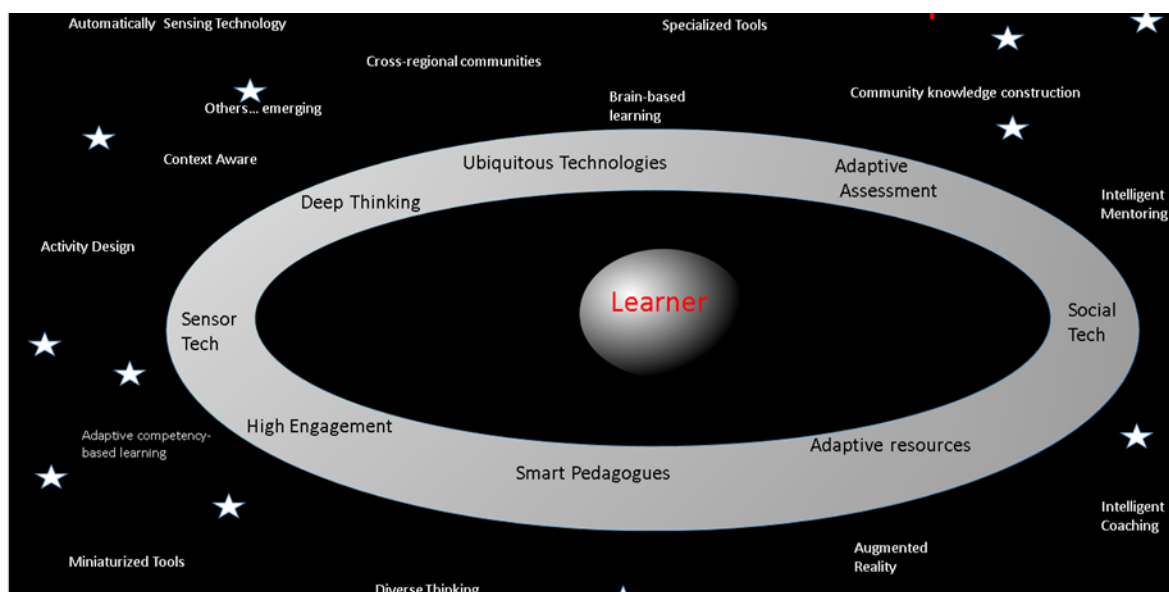 Automatically Sensing Technology
Specialized Tools
Cross-regional communities
Others... emerging
Brain-based
learning
Community knowledge construction
Context Aware
Ubiquitous Technologies
Adaptive
Assessment
Deep Thinking
Intelligent
Mentoring
Activity Design
Learner
Sensor
Tech
Social
Tech
High Engagement
Adaptive competency-
based learning
Adaptive resources
Smart Pedagogues
Intelligent
Coaching
Miniaturized Tools
Augmented
Reality
Diverse Thinking